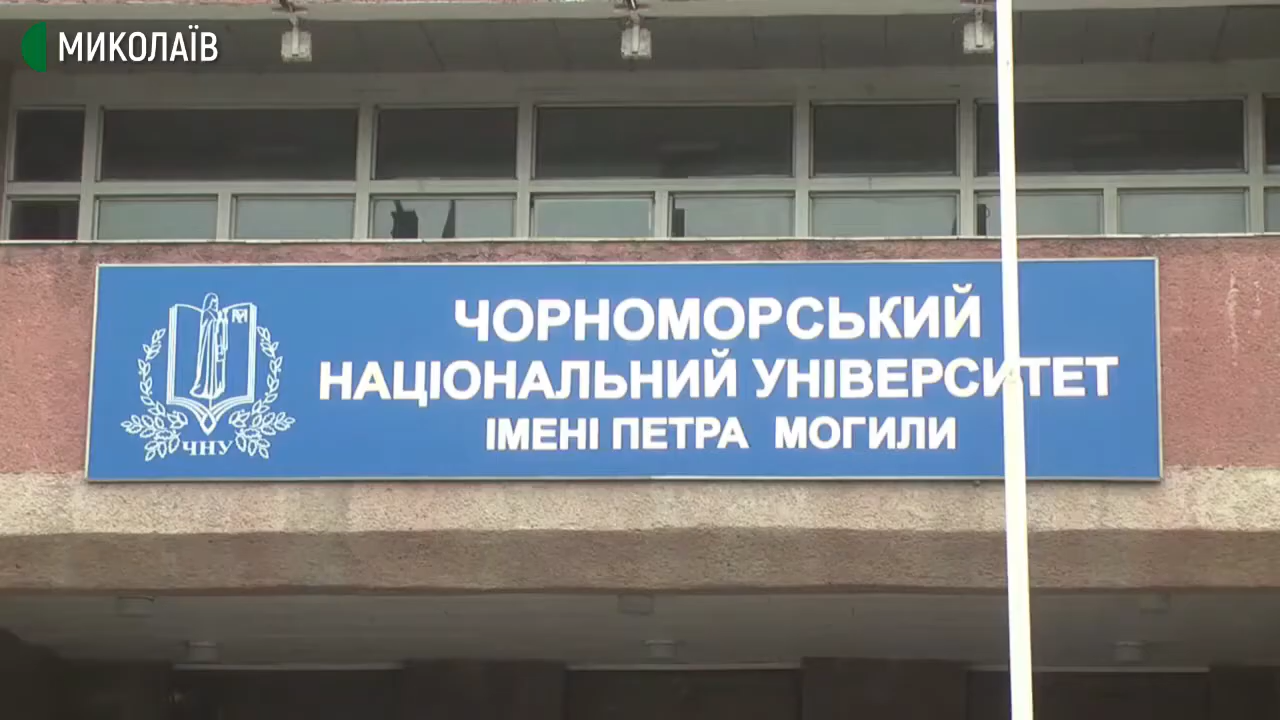 МИКОЛАЇВ
ЧОРНОМОРСЬКИЙ
НАЦІОНАЛЬНИЙ УНІВЕРСИТЕТ
ІМЕНІ ПЕТРА МОГИЛИ
ЧНУ